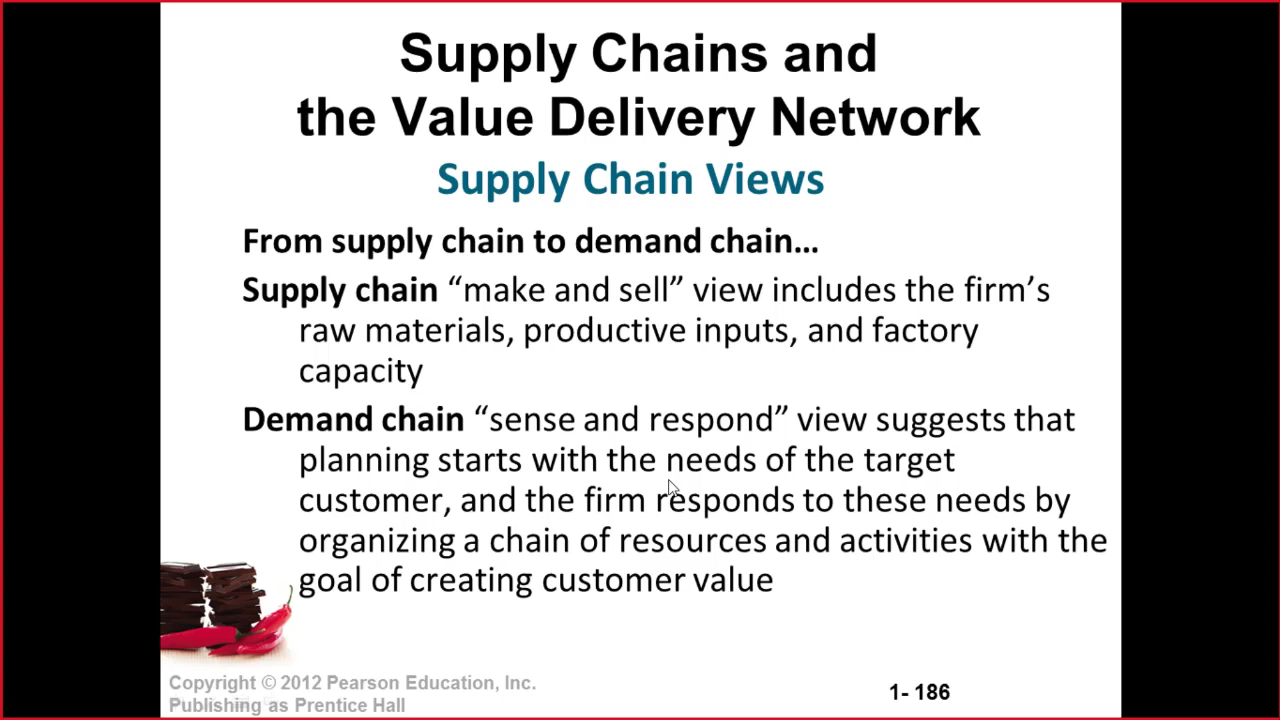 Supply Chains and
the Value Delivery Network
Supply Chain Views
From supply chain to demand chain…
Supply chain “make and sell” view includes the firm’s
raw materials, productive inputs, and factory
capacity
Demand chain “sense and respond” view suggests that
planning starts with the needs of the target
customer, and the firm responds to these needs by
organizing a chain of resources and activities with the
goal of creating customer value
Copyright © 2012 Pearson Education, Inc.
Publishing as Prentice Hall
1- 186